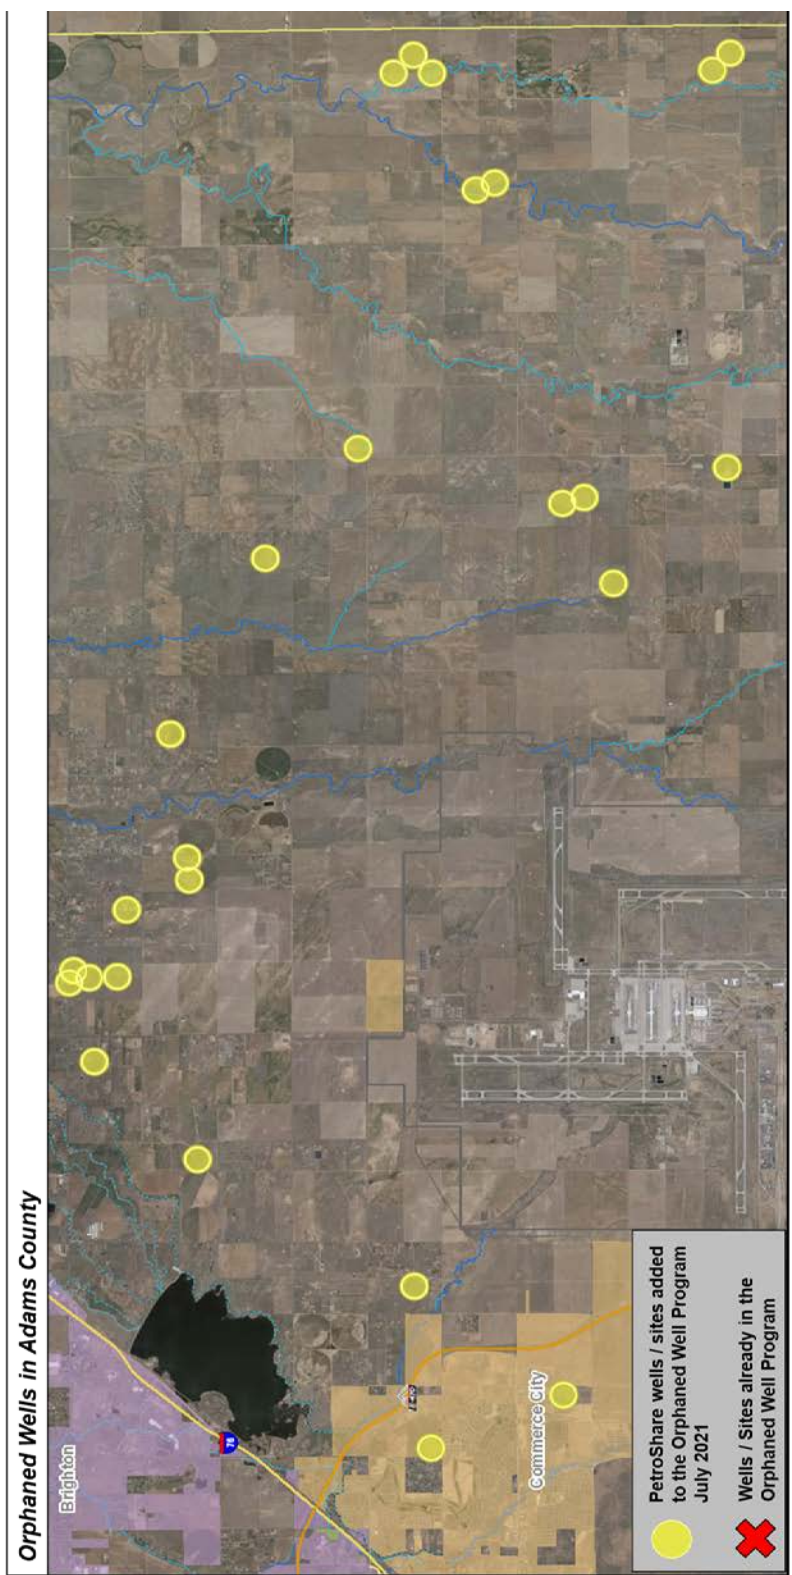 Orphaned Wells in Adams County
Brighton
76
Commerce City
E-470
PetroShare wells / sites added
to the Orphaned Well Program
July 2021
Wells / Sites already in the
Orphaned Well Program